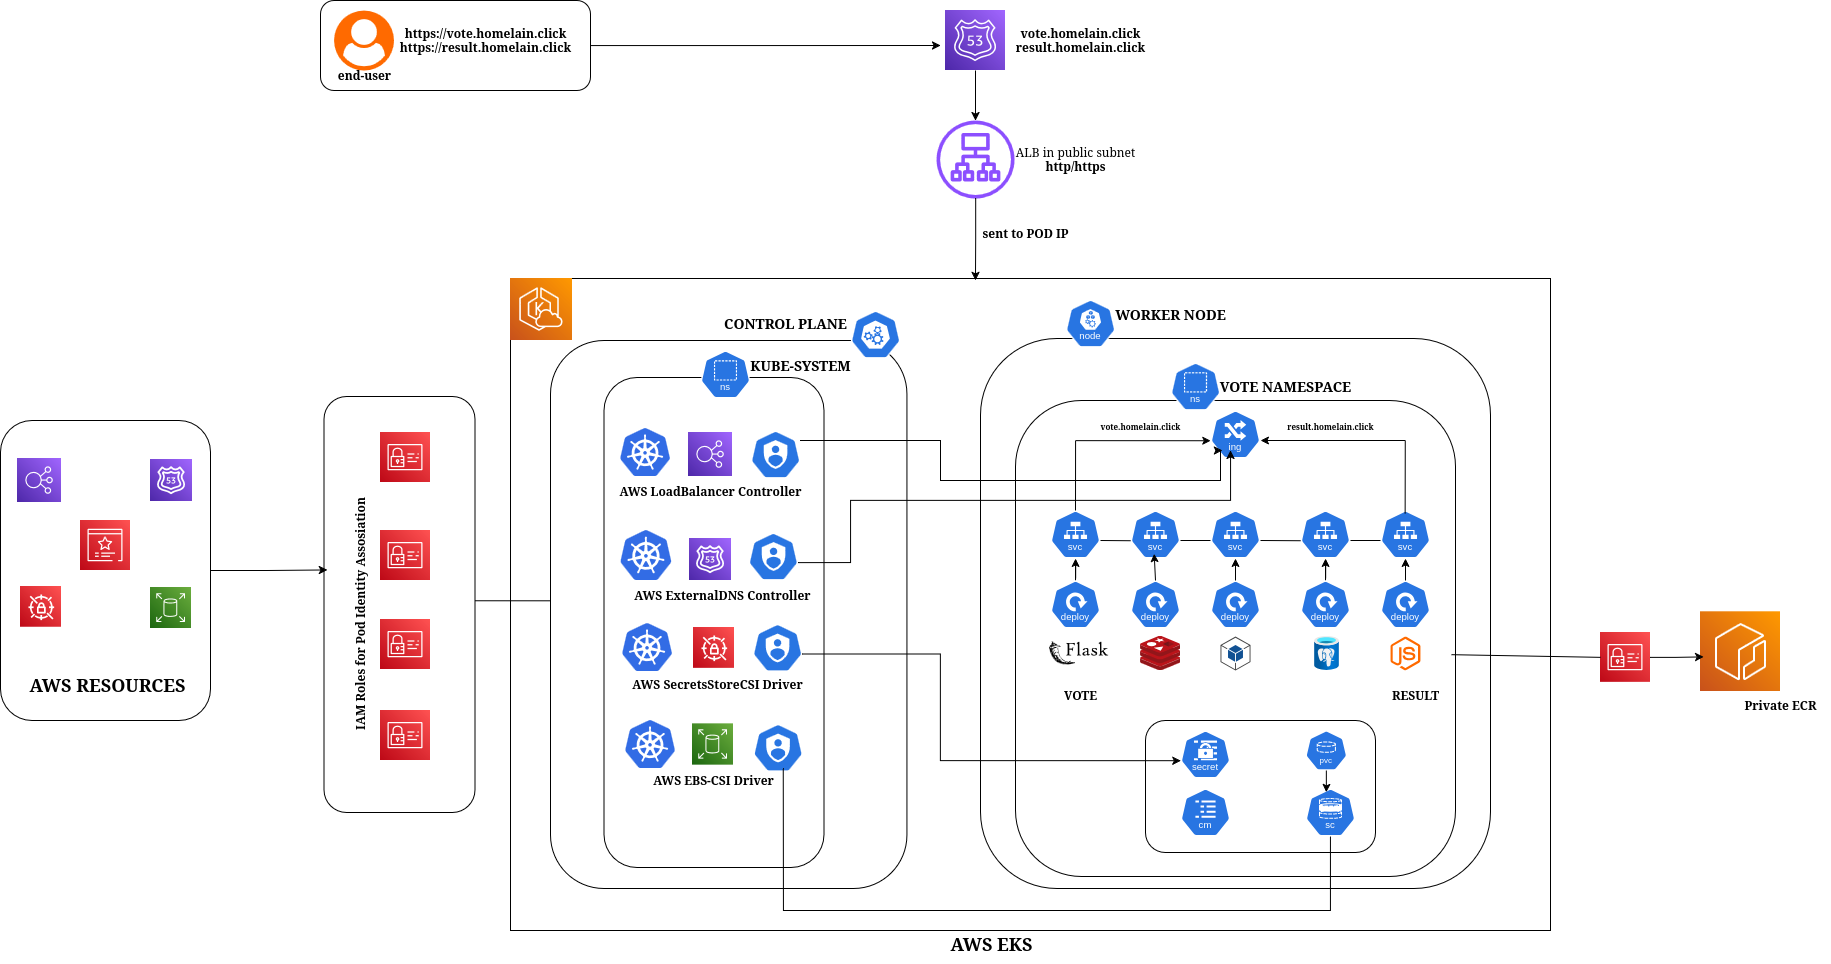 https://vote.homelain.click
https://result.homelain.click
end-user
53
vote.homelain.click
result.homelain.click
ALB in public subnet
http/https
sent to POD IP
K
CONTROL PLANE
node
WORKER NODE
ns
KUBE-SYSTEM
ns
VOTE NAMESPACE
vote.homelain.click
ing
result.homelain.click
53
AWS RESOURCES
IAM Roles for Pod Identity Assosiation
AWS LoadBalancer Controller
53
AWS ExternalDNS Controller
AWS SecretsStoreCSI Driver
AWS EBS-CSI Driver
svc
svc
svc
svc
svc
deploy
deploy
deploy
deploy
deploy
Flask
JS
VOTE
RESULT
secret
pvc
cm
sc
Private ECR
AWS EKS